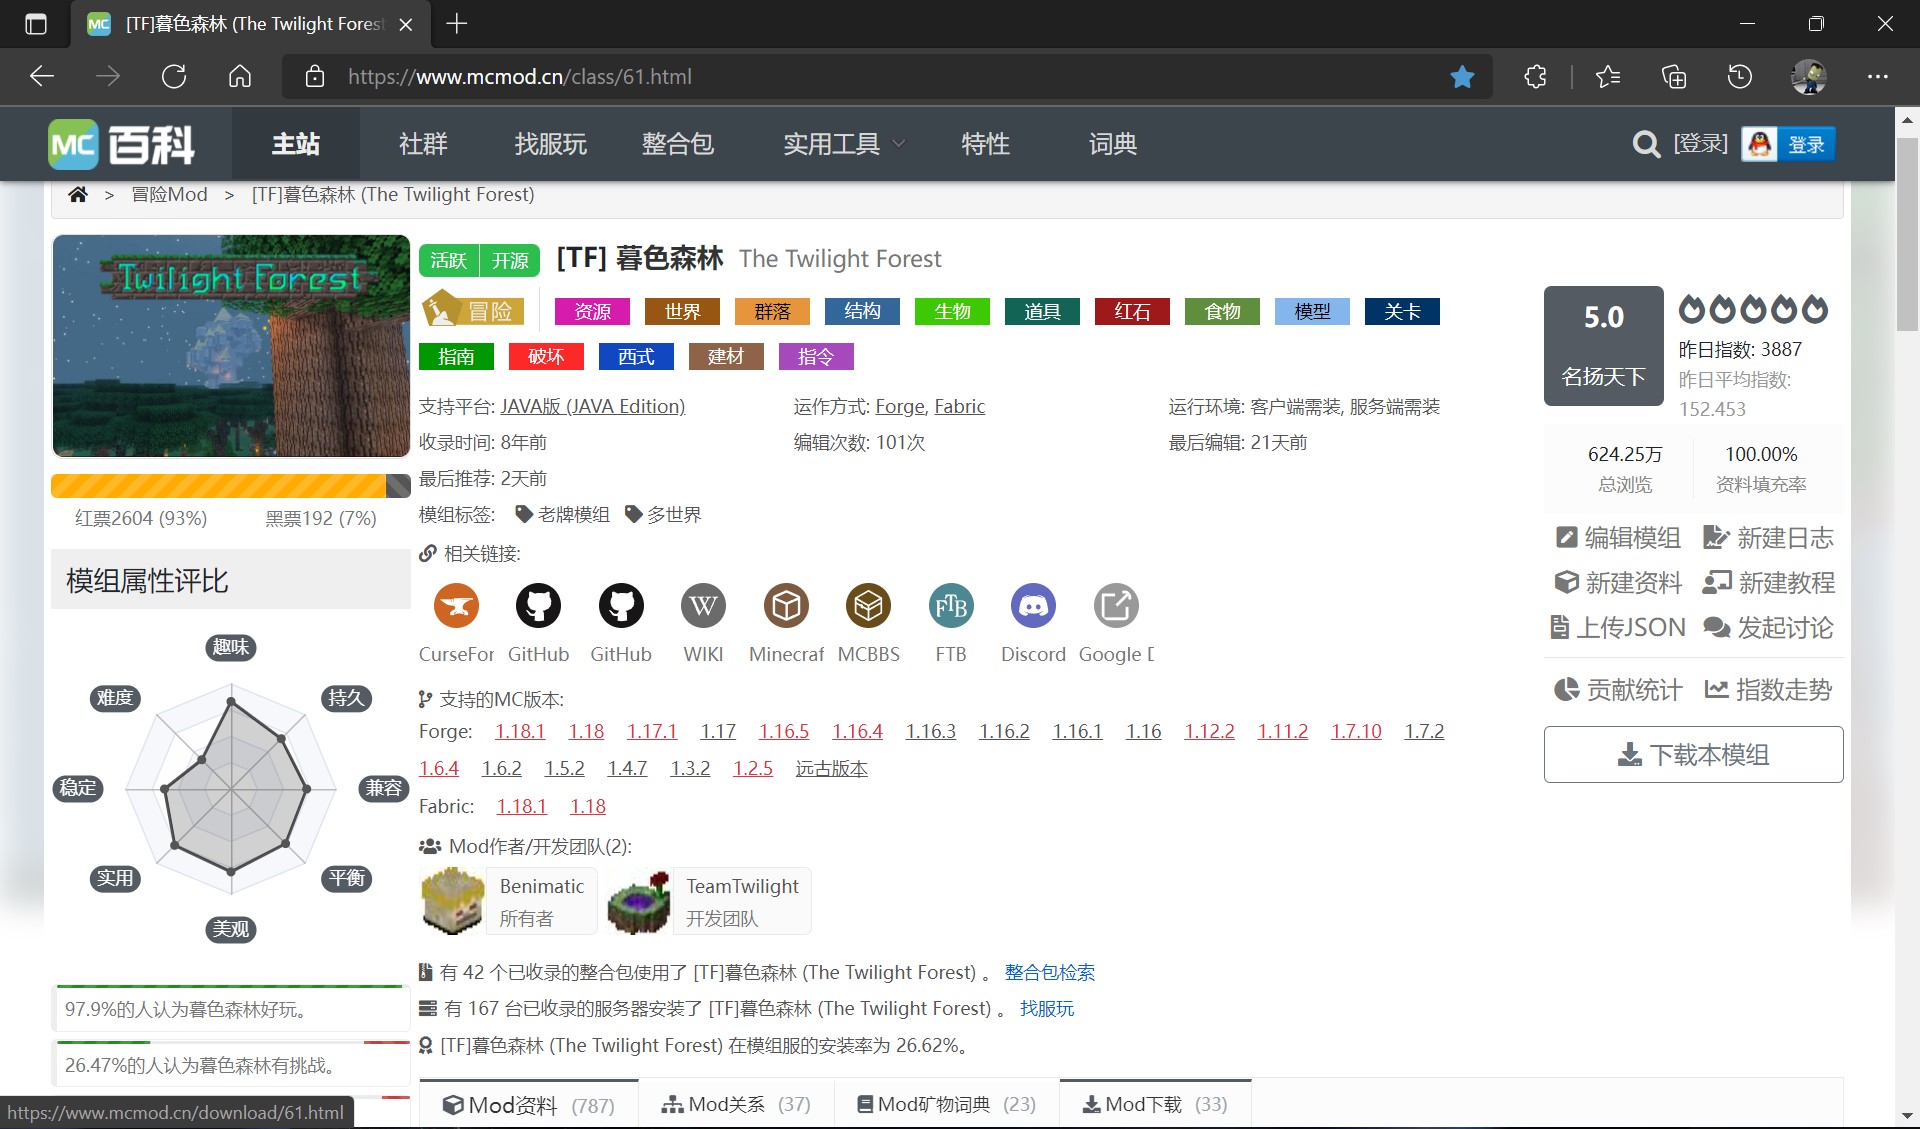 [TF]暮色森林 (The Twilight Fores
https://www.mcmod.cn/class/61.html
MC 百科
主站
社群
找服玩
整合包
实用工具
特性
词典
[登录]
登录
> 冒险Mod > [TF]暮色森林 (The Twilight Forest)
Twilight Forest
活跃 开源 [TF] 暮色森林 The Twilight Forest
冒险 资源 世界 群落 结构 生物 道具 红石 食物 模型 关卡
指南 破坏 西式 建材 指令
支持平台: JAVA版 (JAVA Edition)
运作方式: Forge, Fabric
运行环境: 客户端需装, 服务端需装
收录时间: 8年前
编辑次数: 101次
最后编辑: 21天前
最后推荐: 2天前
模组标签: 老牌模组 多世界
相关链接:
W
FTB
CurseFor GitHub GitHub WIKI Minecraf MCBBS FTB Discord Google D
支持的MC版本:
Forge: 1.18.1 1.18 1.17.1 1.17 1.16.5 1.16.4 1.16.3 1.16.2 1.16.1 1.16 1.12.2 1.11.2 1.7.10 1.7.2
1.6.4 1.6.2 1.5.2 1.4.7 1.3.2 1.2.5 远古版本
Fabric: 1.18.1 1.18
Mod作者/开发团队(2):
Benimatic
所有者
TeamTwilight
开发团队
有 42 个已收录的整合包使用了 [TF]暮色森林 (The Twilight Forest) 。 整合包检索
有 167 台已收录的服务器安装了 [TF]暮色森林 (The Twilight Forest) 。 找服玩
[TF]暮色森林 (The Twilight Forest) 在模组服的安装率为 26.62%。
Mod资料 (787)
Mod关系 (37)
Mod矿物词典 (23)
Mod下载 (33)
红票2604 (93%)
黑票192 (7%)
模组属性评比
趣味
难度
持久
稳定
兼容
实用
平衡
美观
97.9%的人认为暮色森林好玩。
26.47%的人认为暮色森林有挑战。
https://www.mcmod.cn/download/61.html
5.0
名扬天下
昨日指数: 3887
昨日平均指数:
152.453
624.25万
总浏览
100.00%
资料填充率
编辑模组
新建日志
新建资料
新建教程
上传JSON
发起讨论
贡献统计
指数走势
下载本模组